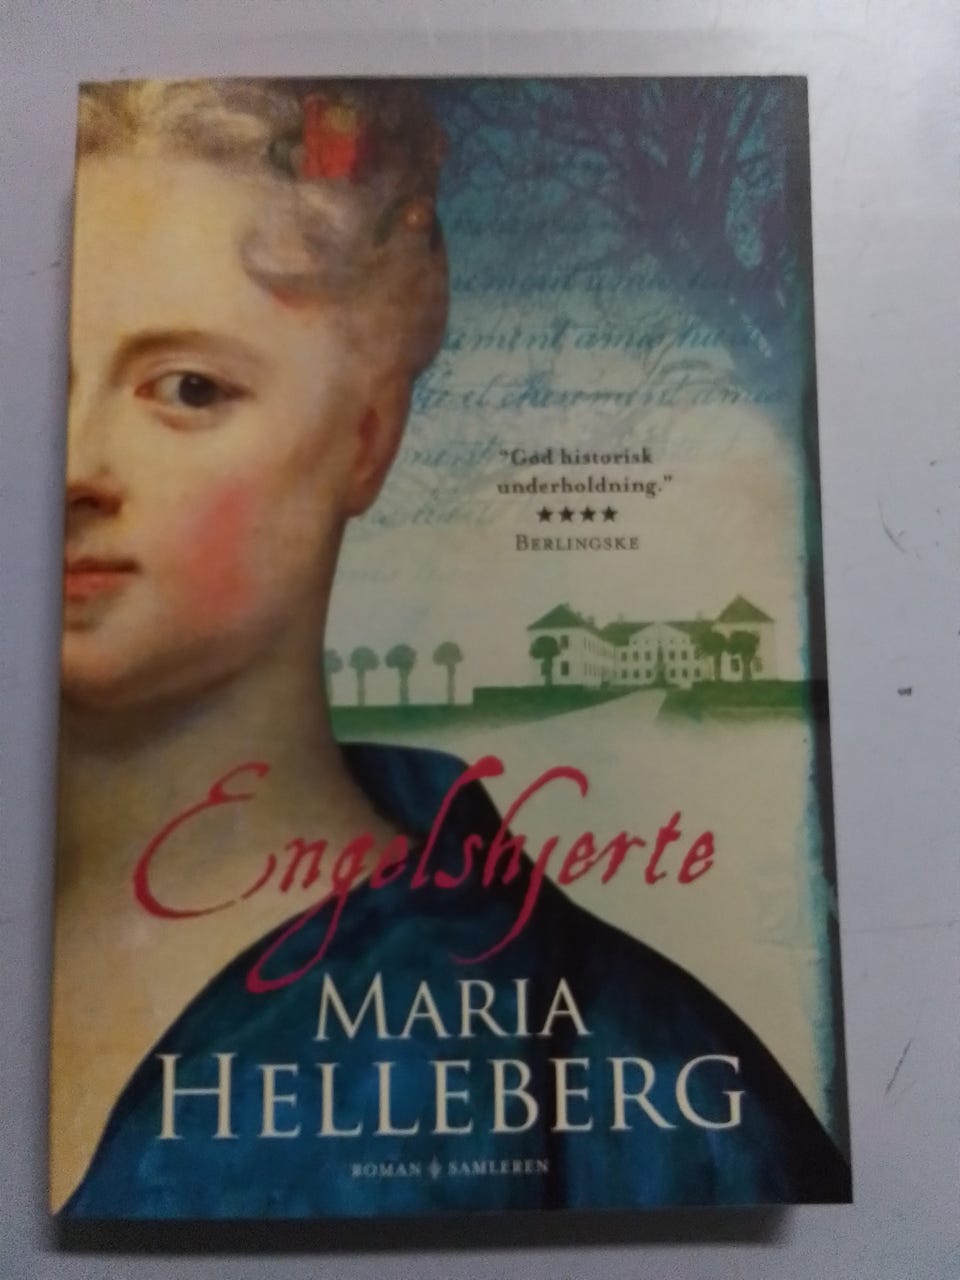 "God historisk
underholdning."
★★★★
BERLINGSKE
Engelshjerte
MARIA
HELLEBERG
ROMAN SAMLEREN